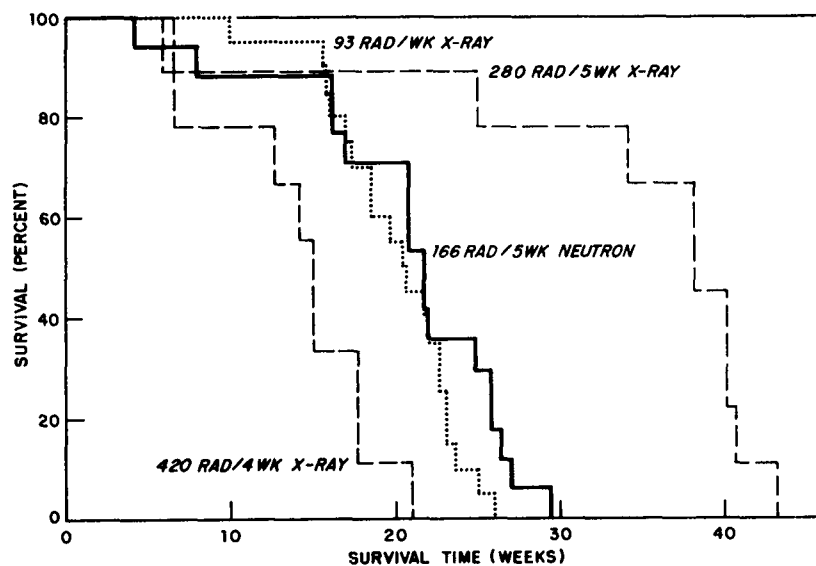 100
80
60
40
20
0
SURVIVAL (PERCENT)
93 RAD/WK X-RAY
280 RAD/5WK X-RAY
166 RAD/5WK NEUTRON
420 RAD/4WK X-RAY
0 10 20 30 40
SURVIVAL TIME (WEEKS)